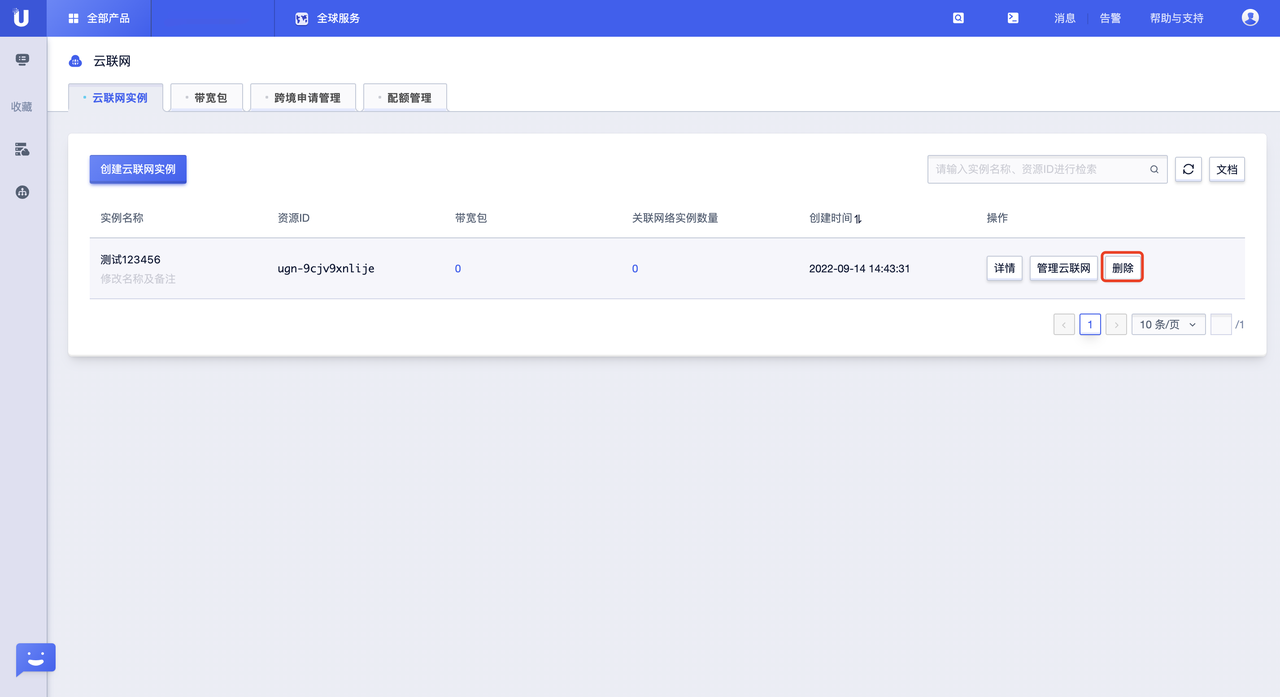 全部产品
全球服务
消息
告警
帮助与支持
收藏
云联网
云联网实例
带宽包
跨境申请管理
配额管理
创建云联网实例
请输入实例名称、资源ID进行检索
文档
实例名称 资源ID 带宽包 关联网络实例数量 创建时间 操作
测试123456
修改名称及备注
ugn-9cjv9xnlije 0 0 2022-09-14 14:43:31 详情 管理云联网 删除
1 10 条/页 /1